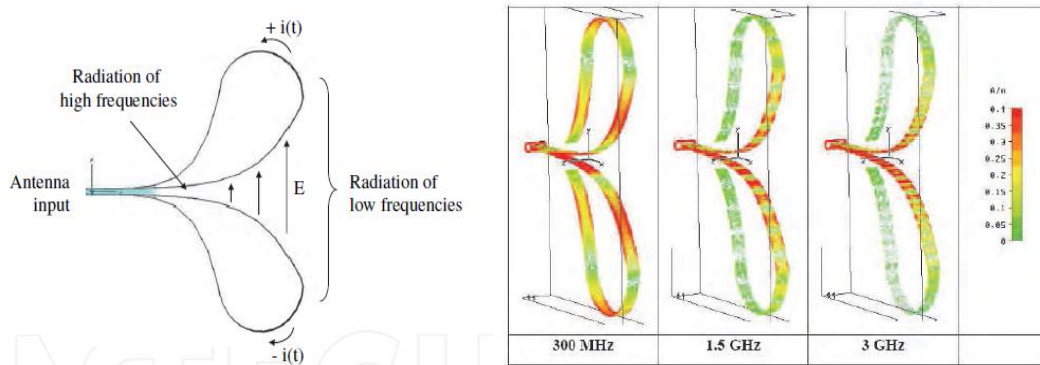 + i(t)
Radiation of
high frequencies
Antenna
input
E
Radiation of
low frequencies
- i(t)
300 MHz
1.5 GHz
3 GHz
0.4
0.35
0.3
0.25
0.2
0.15
0.1
0.05
0